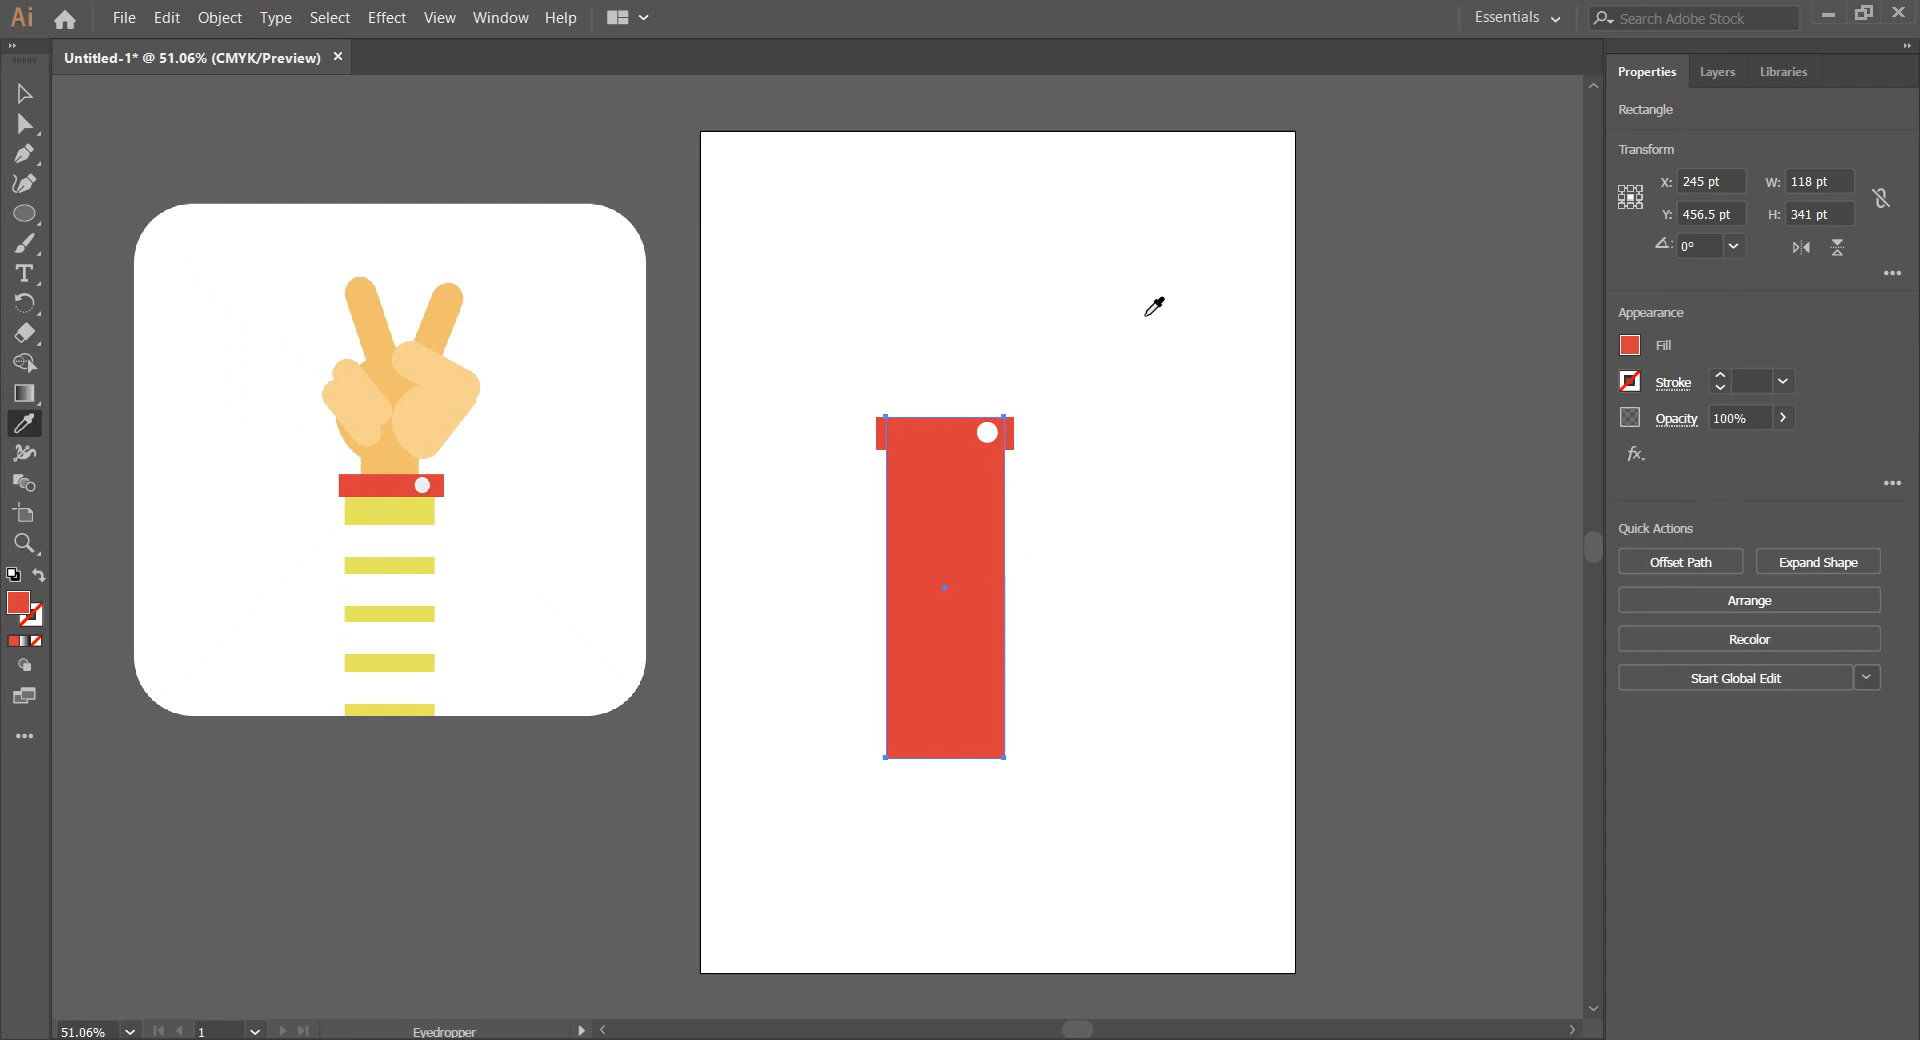 Ai File Edit Object Type Select Effect View Window Help Essentials Search Adobe Stock
Untitled-1* @ 51.06% (CMYK/Preview) ×
Properties Layers Libraries
Rectangle
Transform
X: 245 pt W: 118 pt
Y: 456.5 pt H: 341 pt
0°
Appearance
Fill
Stroke
Opacity 100%
fx
Quick Actions
Offset Path Expand Shape
Arrange
Recolor
Start Global Edit
51.06% 1 Eyedropper